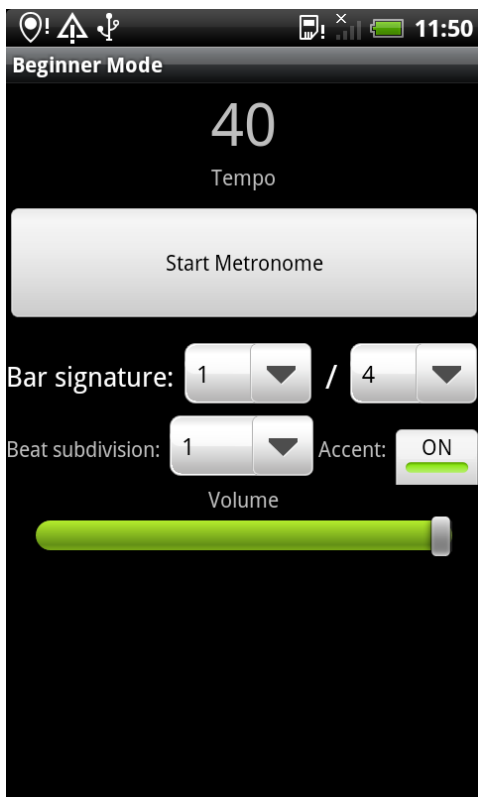 11:50
Beginner Mode
40
Tempo
Start Metronome
Bar signature: 1 / 4
Beat subdivision: 1 Accent: ON
Volume